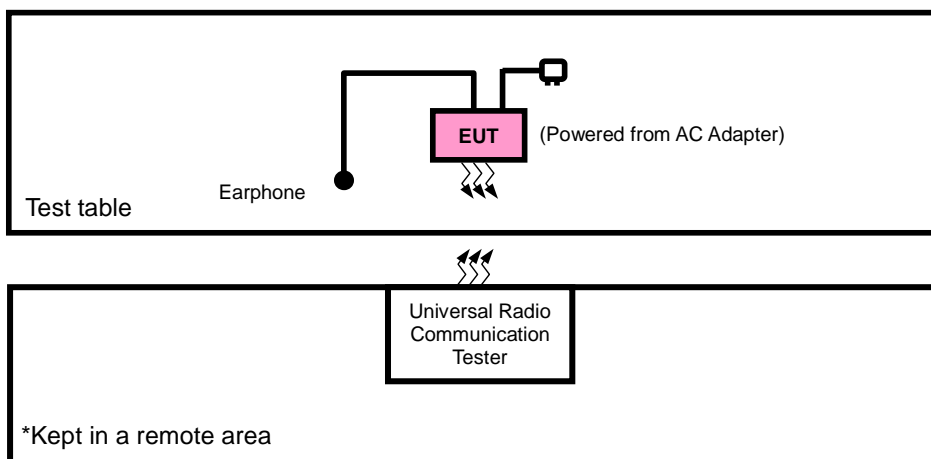 EUT
(Powered from AC Adapter)
Earphone
Test table
Universal Radio
Communication
Tester
*Kept in a remote area